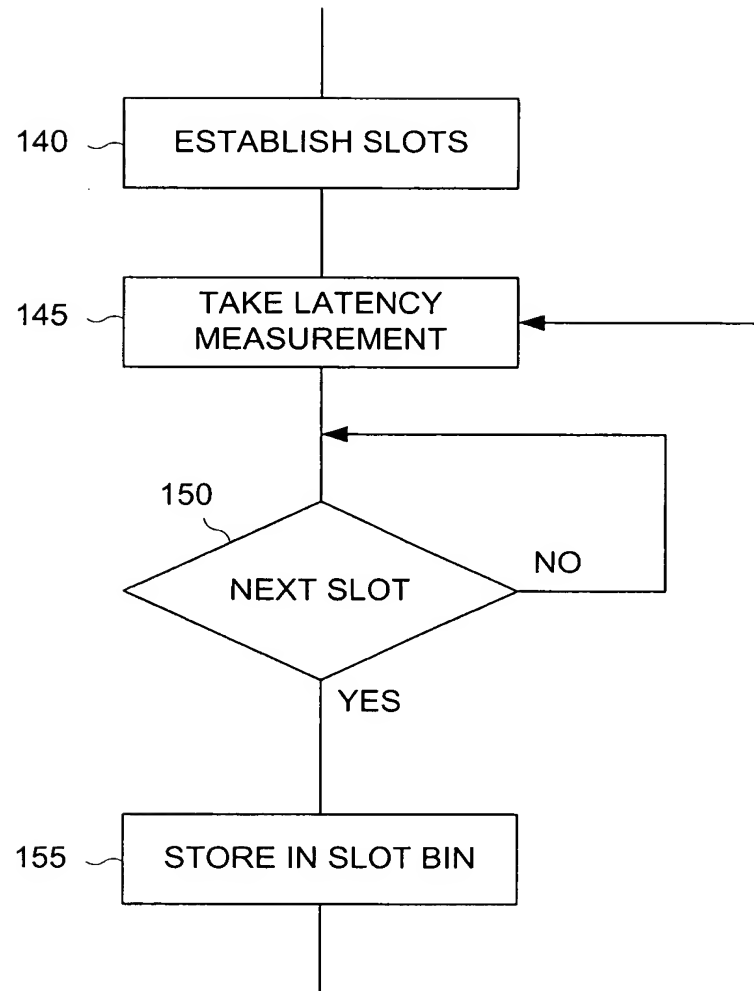 140
ESTABLISH SLOTS
145
TAKE LATENCY
MEASUREMENT
150
NEXT SLOT
NO
YES
155
STORE IN SLOT BIN